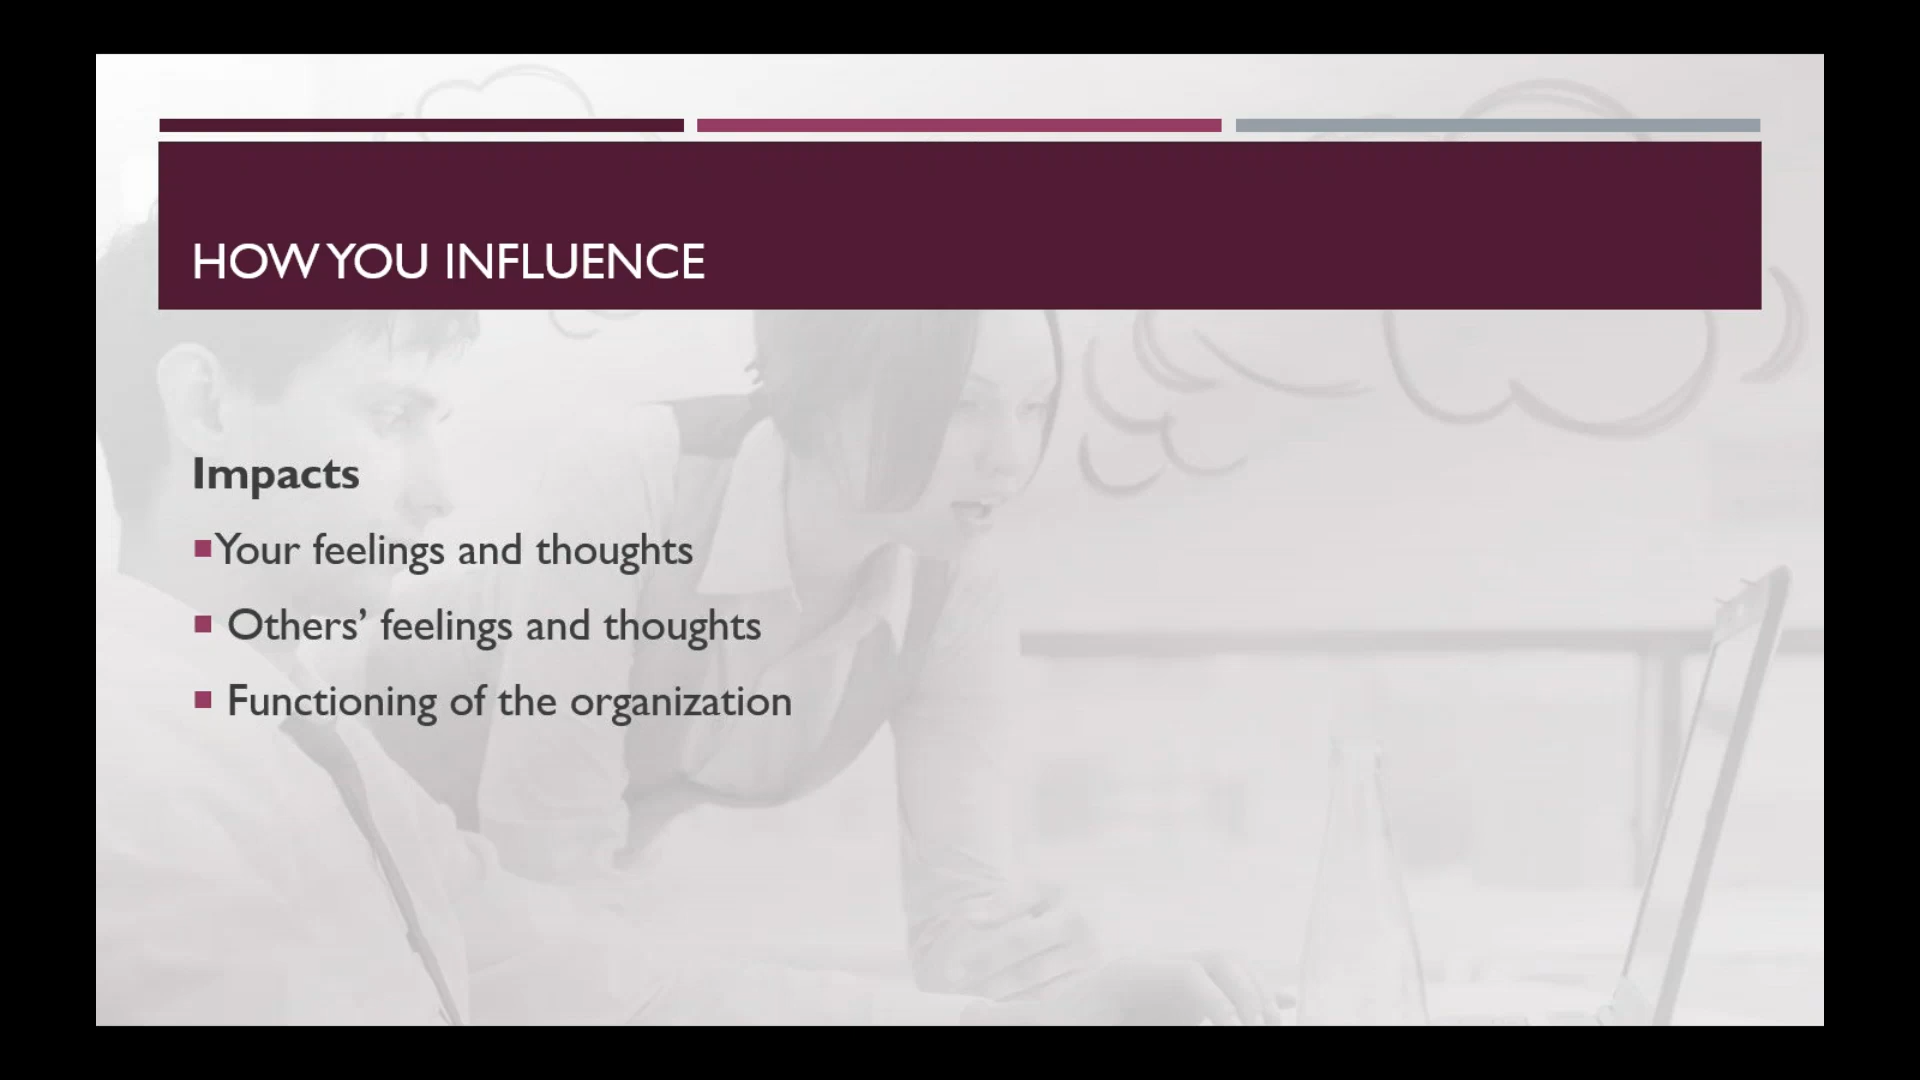 HOW YOU INFLUENCE
Impacts
Your feelings and thoughts
Others’ feelings and thoughts
Functioning of the organization